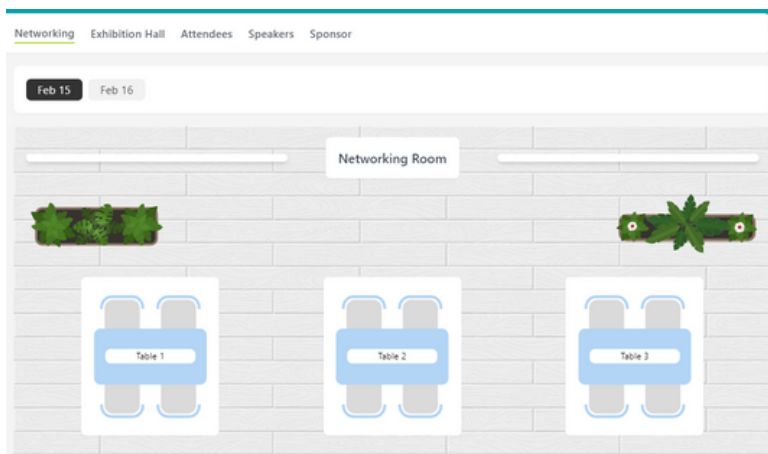 Networking Exhibition Hall Attendees Speakers Sponsor
Feb 15 Feb 16
Networking Room
Table 1 Table 2 Table 3